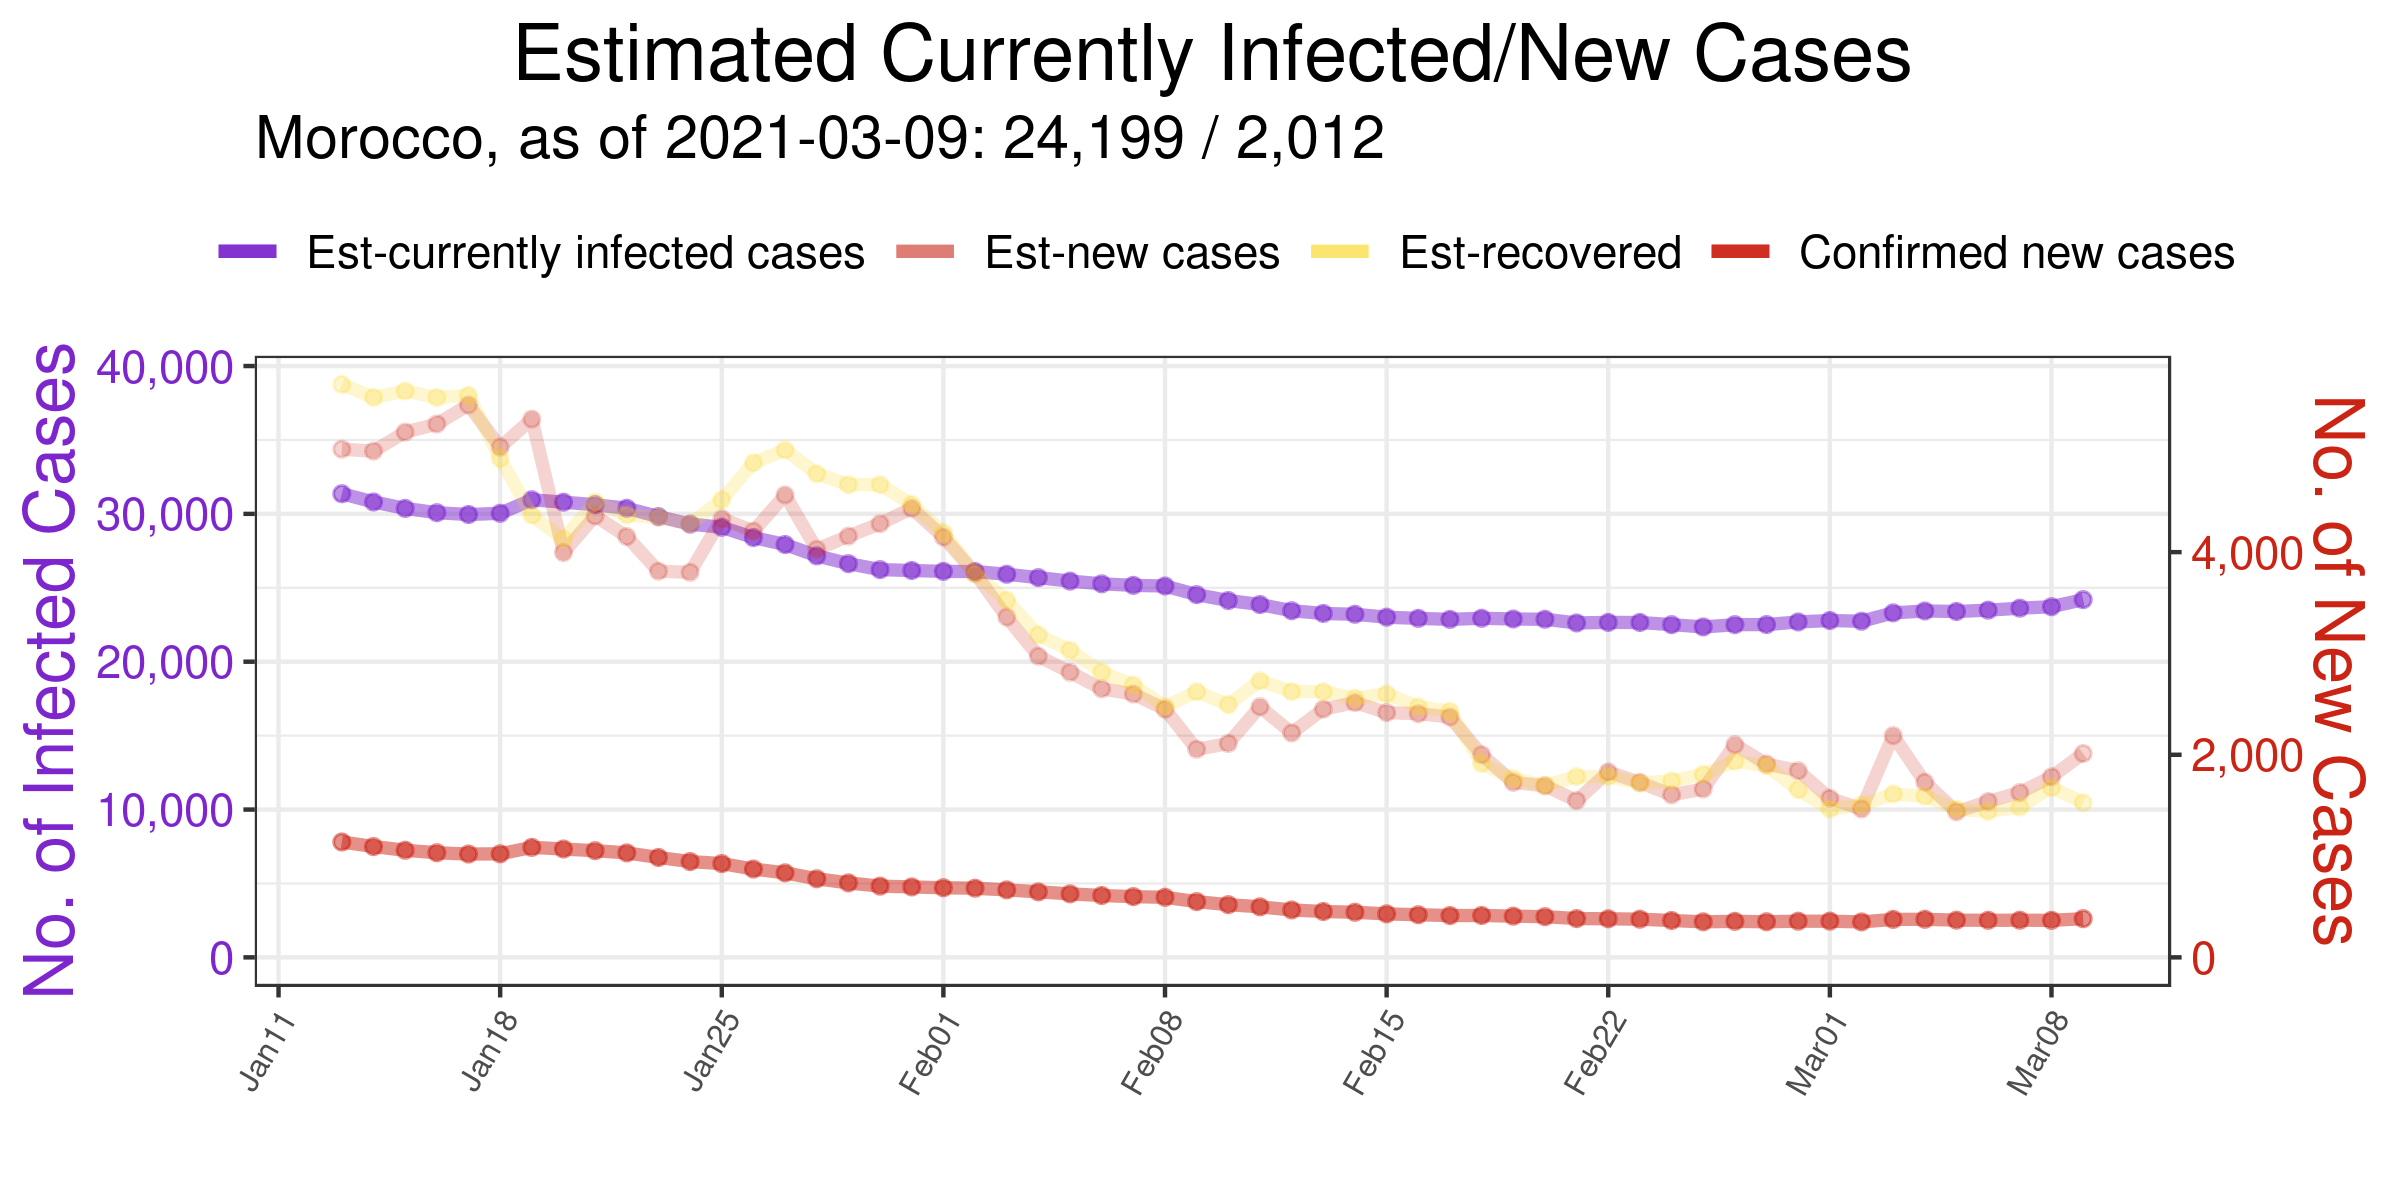 Estimated Currently Infected/New Cases
Morocco, as of 2021-03-09: 24,199 / 2,012
Est-currently infected cases Est-new cases Est-recovered Confirmed new cases
No. of Infected Cases
40,000
30,000
20,000
10,000
0
No. of New Cases
4,000
2,000
0
Jan11 Jan18 Jan25 Feb01 Feb08 Feb15 Feb22 Mar01 Mar08